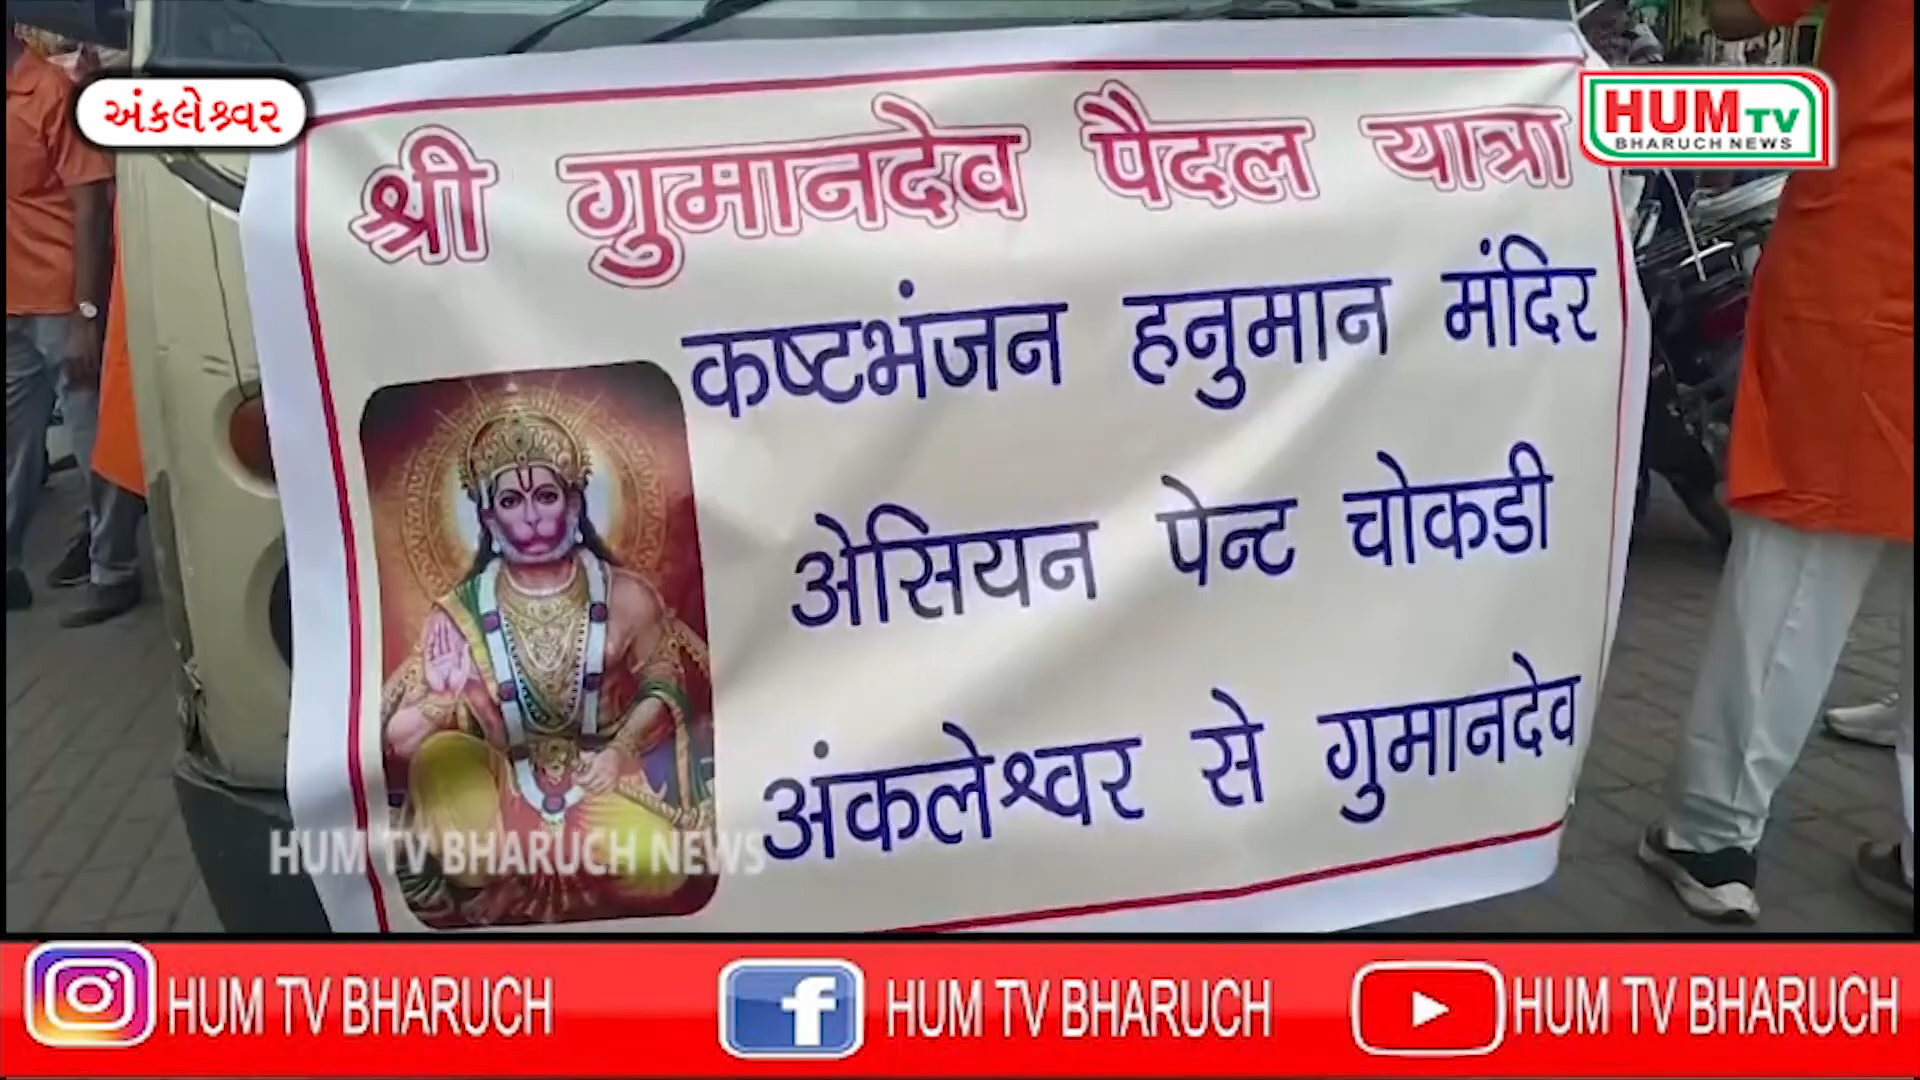 અંકલેશ્વર
HUM TV
BHARUCH NEWS
श्री गुमानदेव पैदल यात्रा
कष्टभंजन हनुमान मंदिर
अेसियन पेन्ट चोकडी
अंकलेश्वर से गुमानदेव
HUM TV BHARUCH NEWS
HUM TV BHARUCH
HUM TV BHARUCH
HUM TV BHARUCH